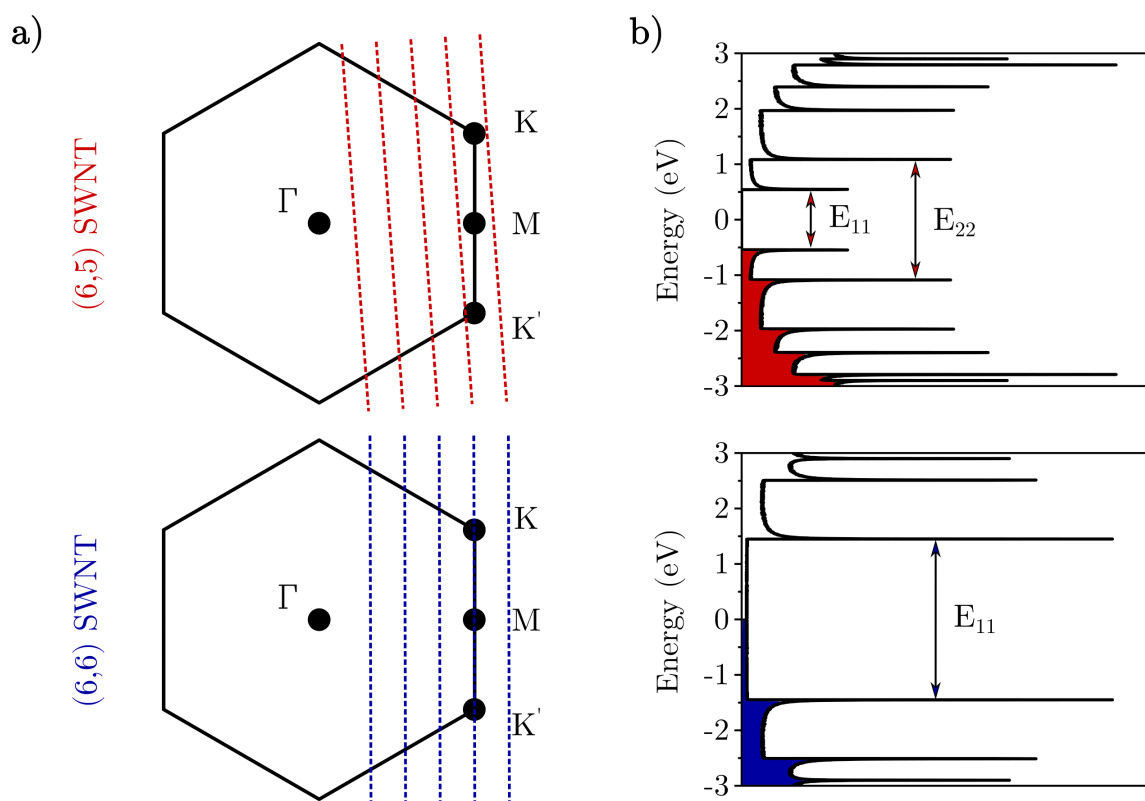 a)
(6,5) SWNT
Γ
K
M
K'
(6,6) SWNT
Γ
K
M
K'
b)
Energy (eV)
3
2
1
0
-1
-2
-3
E11
E22
Energy (eV)
3
2
1
0
-1
-2
-3
E11